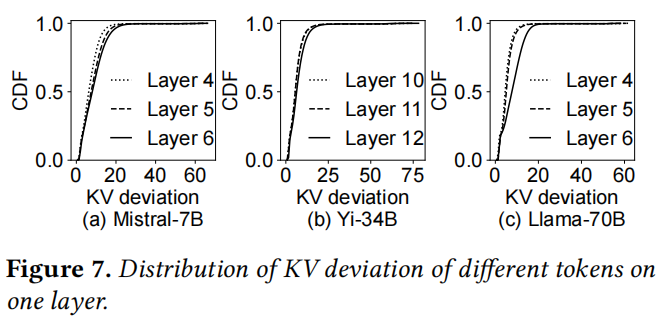 1.0
0.5
0.0
CDF
Layer 4
Layer 5
Layer 6
0 20 40 60
KV deviation
(a) Mistral-7B
1.0
0.5
0.0
CDF
Layer 10
Layer 11
Layer 12
0 25 50 75
KV deviation
(b) Yi-34B
1.0
0.5
0.0
CDF
Layer 4
Layer 5
Layer 6
0 20 40 60
KV deviation
(c) Llama-70B
Figure 7. Distribution of KV deviation of different tokens on
one layer.